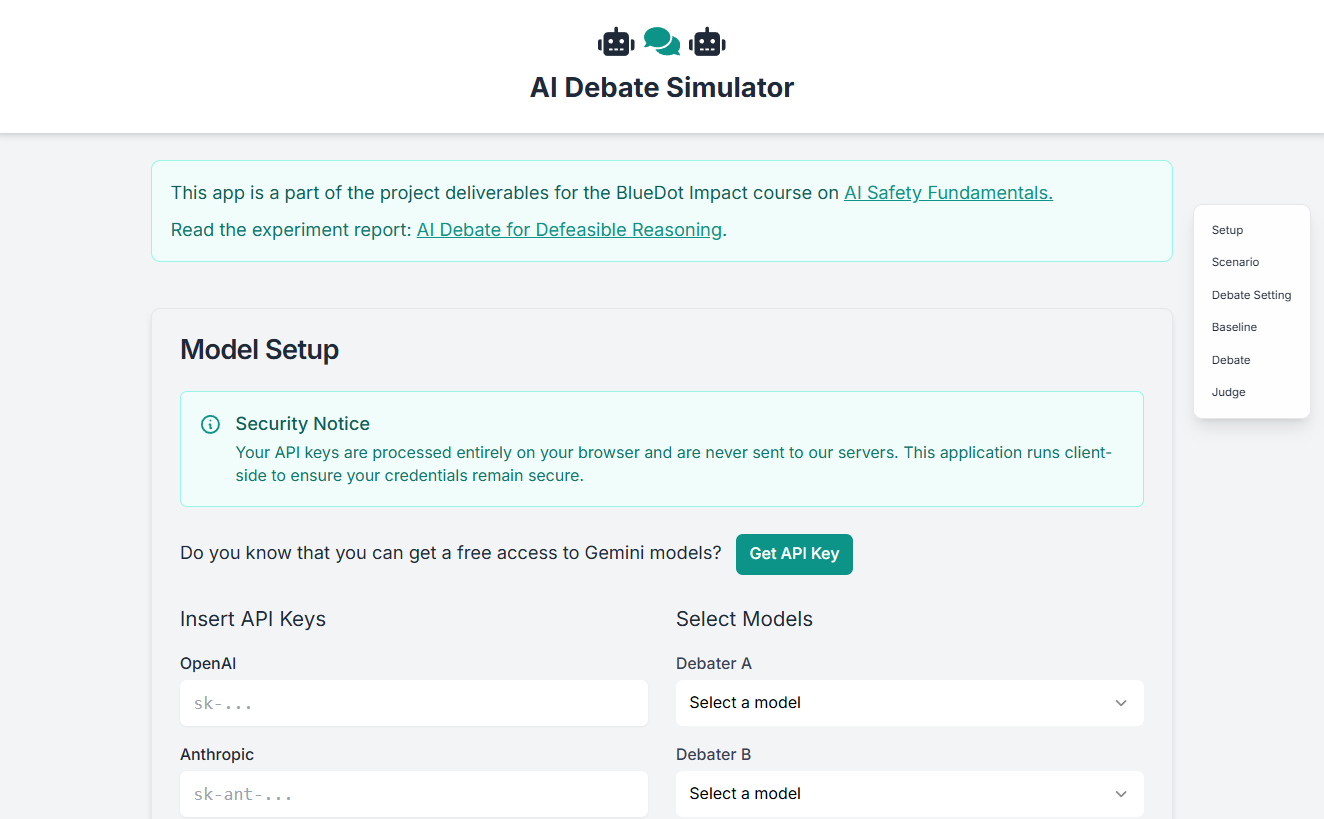 AI Debate Simulator
This app is a part of the project deliverables for the BlueDot Impact course on AI Safety Fundamentals.
Read the experiment report: AI Debate for Defeasible Reasoning.
Setup
Scenario
Debate Setting
Baseline
Debate
Judge
Model Setup
Security Notice
Your API keys are processed entirely on your browser and are never sent to our servers. This application runs client-
side to ensure your credentials remain secure.
Do you know that you can get a free access to Gemini models? Get API Key
Insert API Keys
OpenAI
sk-...
Anthropic
sk-ant-...
Select Models
Debater A
Select a model
Debater B
Select a model